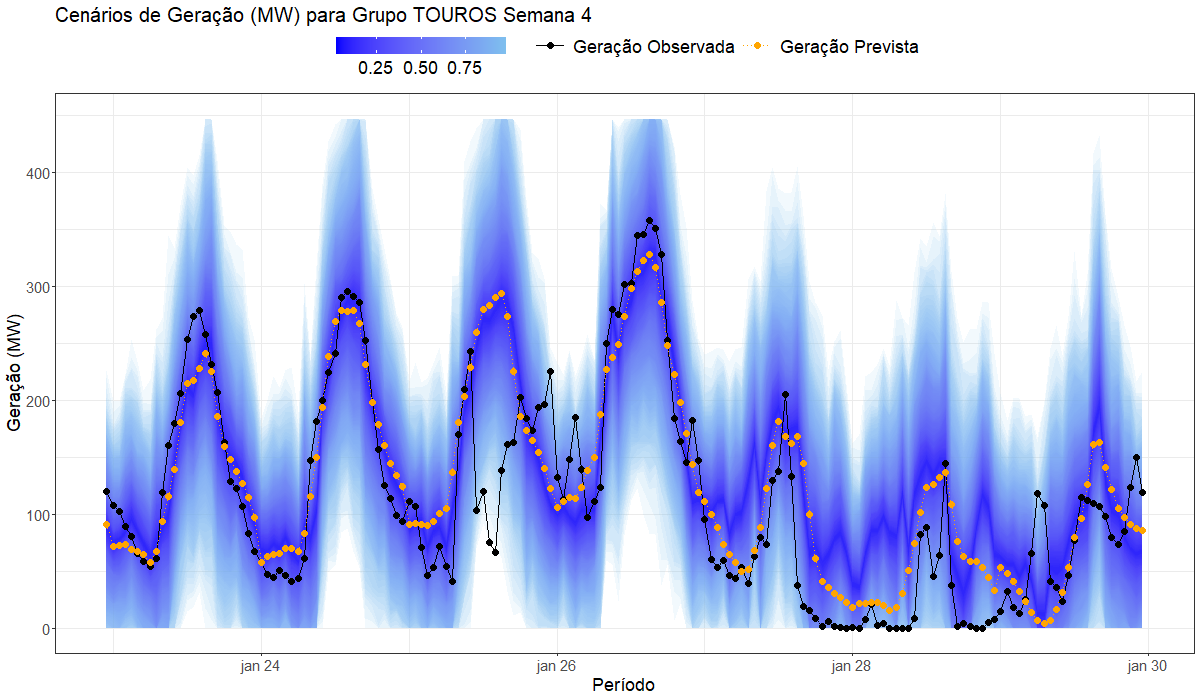 Cenários de Geração (MW) para Grupo TOUROS Semana 4
0.25 0.50 0.75
Geração Observada
Geração Prevista
Geração (MW)
400
300
200
100
0
jan 24 jan 26 jan 28 jan 30
Período